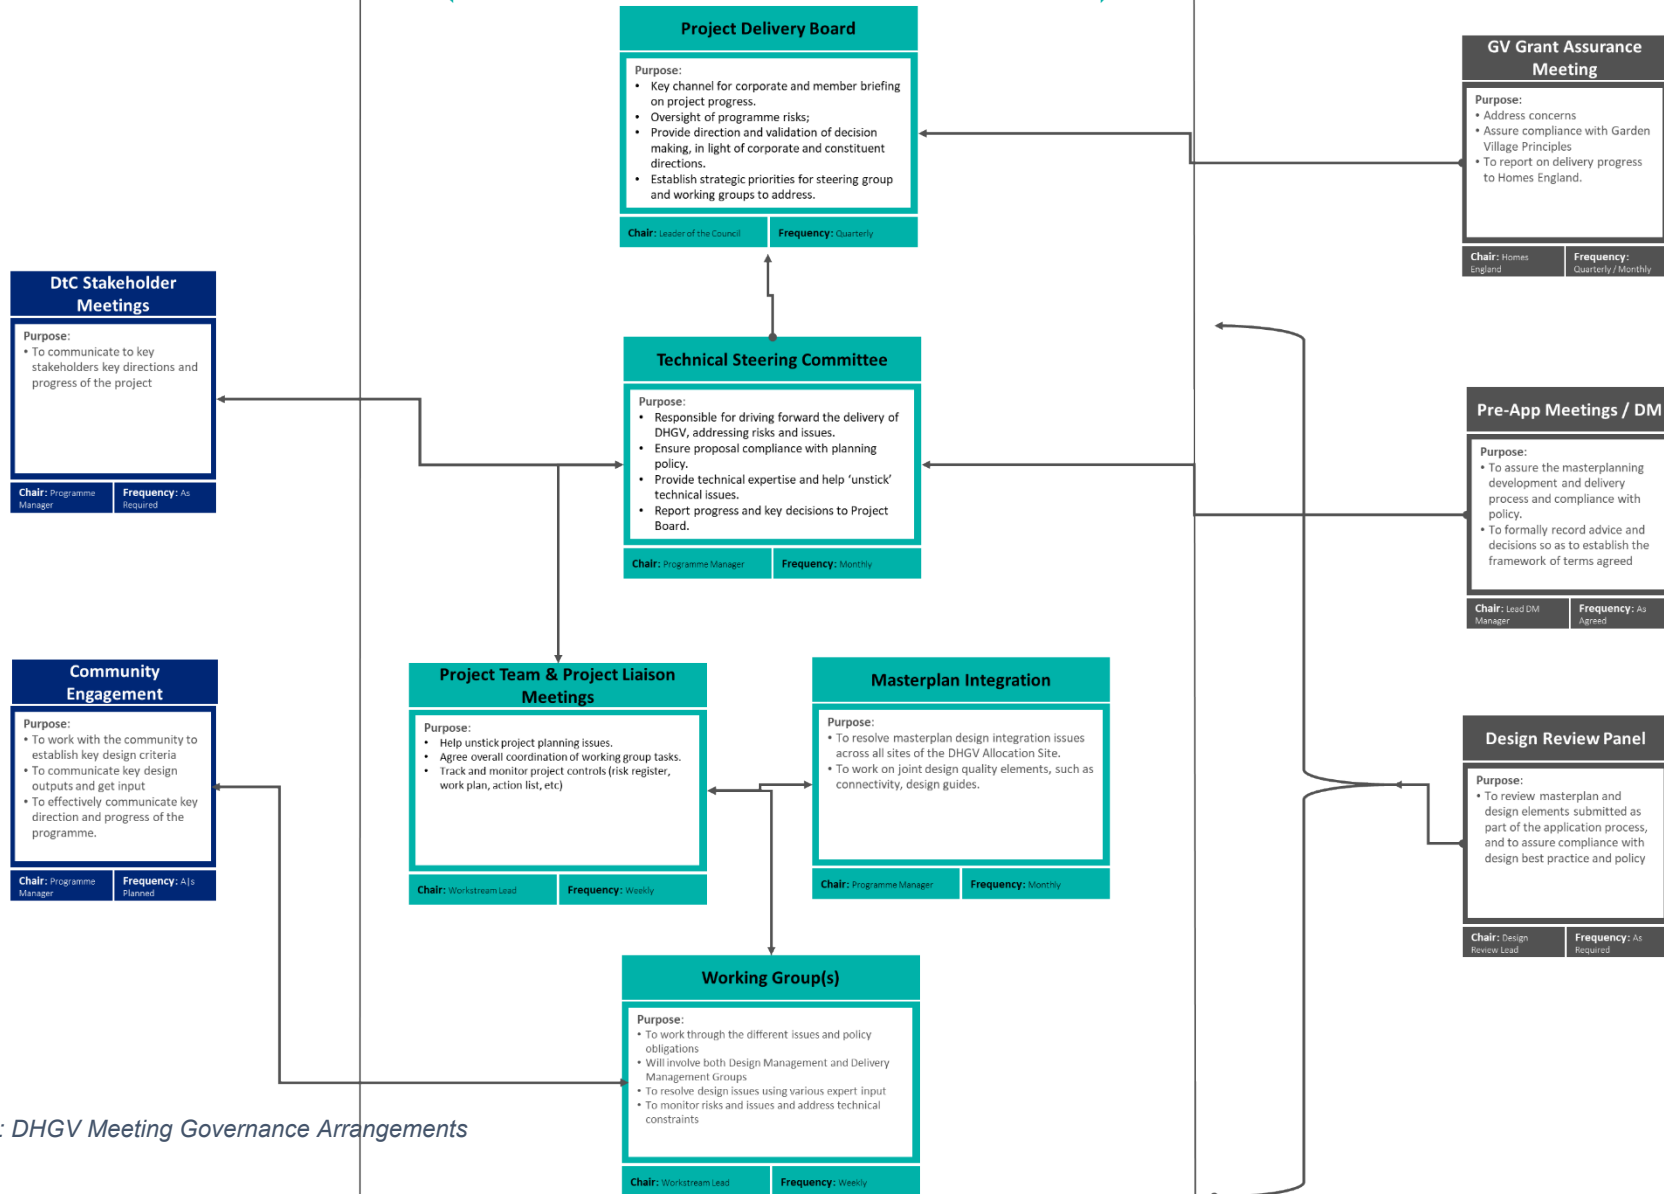 Project Delivery Board
Purpose:
• Key channel for corporate and member briefing
on project progress.
• Oversight of programme risks;
• Provide direction and validation of decision
making, in light of corporate and constituent
directions.
• Establish strategic priorities for steering group
and working groups to address.
Chair: Leader of the Council
Frequency: Quarterly
GV Grant Assurance
Meeting
Purpose:
• Address concerns
• Assure compliance with Garden
Village Principles
• To report on delivery progress
to Homes England.
Chair: Homes
England
Frequency:
Quarterly / Monthly
DtC Stakeholder
Meetings
Purpose:
• To communicate to key
stakeholders key directions and
progress of the project
Chair: Programme
Manager
Frequency: As
Required
Technical Steering Committee
Purpose:
• Responsible for driving forward the delivery of
DHGV, addressing risks and issues.
• Ensure proposal compliance with planning
policy.
• Provide technical expertise and help ‘unstick’
technical issues.
• Report progress and key decisions to Project
Board.
Chair: Programme Manager
Frequency: Monthly
Pre-App Meetings / DM
Purpose:
• To assure the masterplanning
development and delivery
process and compliance with
policy.
• To formally record advice and
decisions so as to establish the
framework of terms agreed
Chair: Lead DM
Manager
Frequency: As
Agreed
Community
Engagement
Purpose:
• To work with the community to
establish key design criteria
• To communicate key design
outputs and get input
• To effectively communicate key
direction and progress of the
programme.
Chair: Programme
Manager
Frequency: A|s
Planned
Project Team & Project Liaison
Meetings
Purpose:
• Help unstick project planning issues.
• Agree overall coordination of working group tasks.
• Track and monitor project controls (risk register,
work plan, action list, etc)
Chair: Workstream Lead
Frequency: Weekly
Masterplan Integration
Purpose:
• To resolve masterplan design integration issues
across all sites of the DHGV Allocation Site.
• To work on joint design quality elements, such as
connectivity, design guides.
Chair: Programme Manager
Frequency: Monthly
Design Review Panel
Purpose:
• To review masterplan and
design elements submitted as
part of the application process,
and to assure compliance with
design best practice and policy
Chair: Design
Review Lead
Frequency: As
Required
Working Group(s)
Purpose:
• To work through the different issues and policy
obligations
• Will involve both Design Management and Delivery
Management Groups
• To resolve design issues using various expert input
• To monitor risks and issues and address technical
constraints
Chair: Workstream Lead
Frequency: Weekly
: DHGV Meeting Governance Arrangements